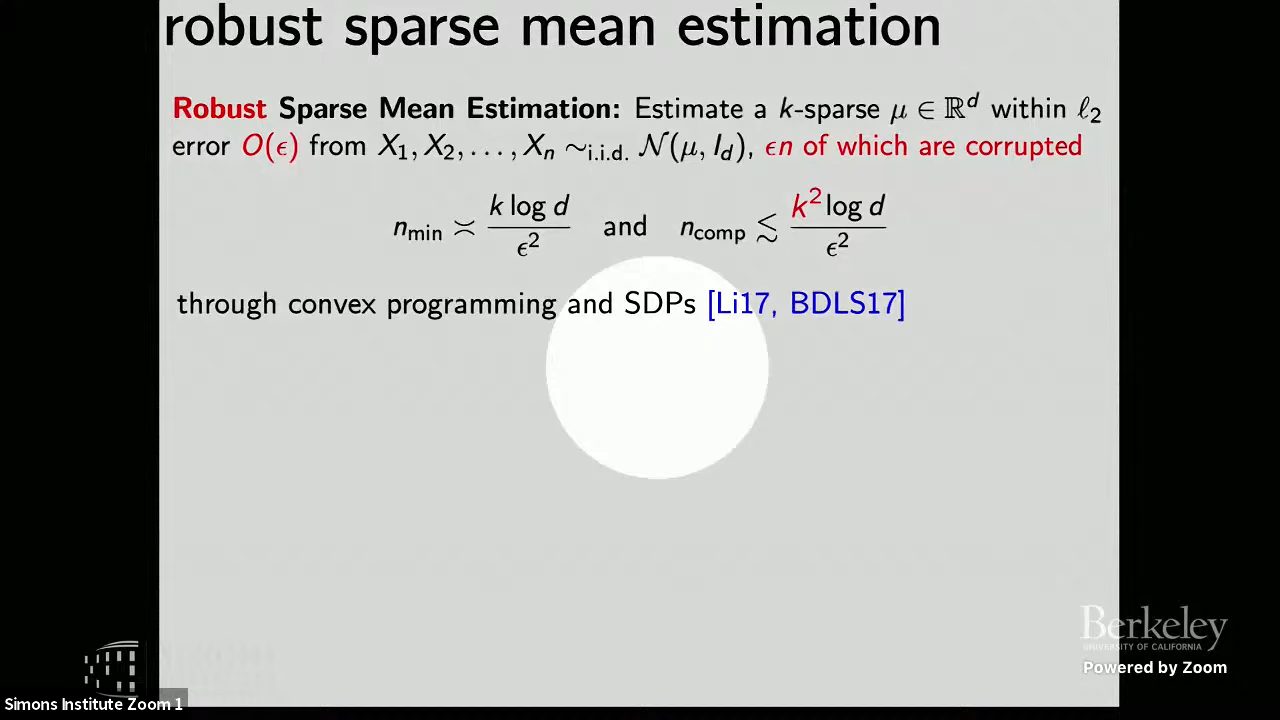 robust sparse mean estimation
Robust Sparse Mean Estimation: Estimate a k-sparse μ ∈ ℝ^d within ℓ_2
error O(ϵ) from X_1, X_2, …, X_n ∼_i.i.d. 𝒩(μ, I_d), ϵn of which are corrupted
n_min ≍ k log d / ϵ^2 and n_comp ≲ k^2 log d / ϵ^2
through convex programming and SDPs [Li17, BDLS17]
Berkeley
UNIVERSITY OF CALIFORNIA
Powered by Zoom
Simons Institute Zoom 1